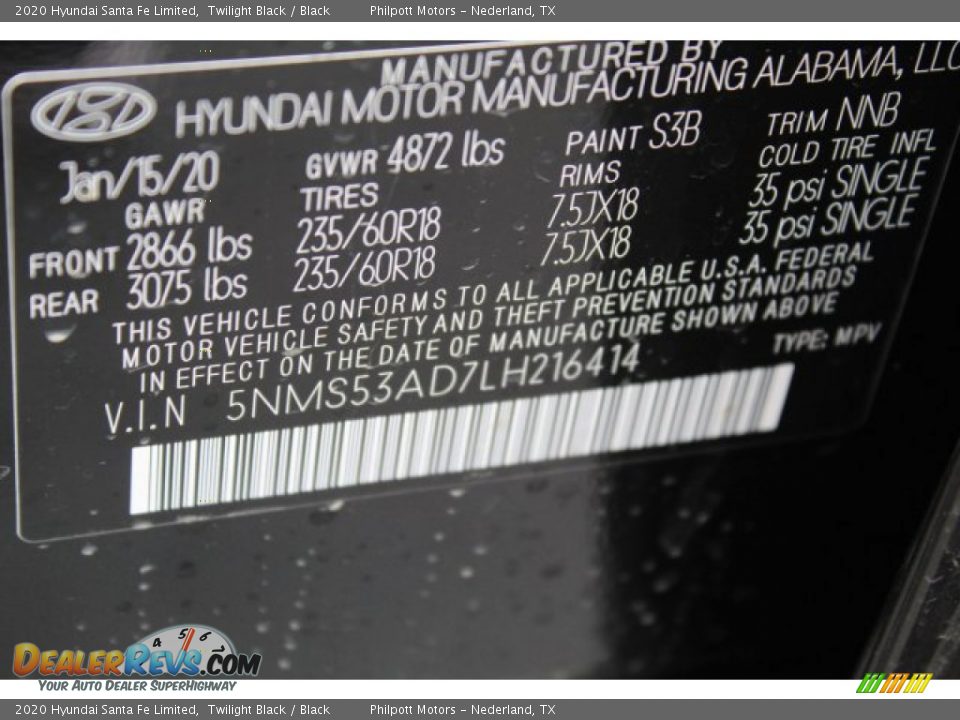 2020 Hyundai Santa Fe Limited, Twilight Black / Black Philpott Motors - Nederland, TX
MANUFACTURED BY
HYUNDAI MOTOR MANUFACTURING ALABAMA, LLC
Jan/15/20 GVWR 4872 lbs PAINT S3B TRIM NNB
GAWR TIRES RIMS COLD TIRE INFL
FRONT 2866 lbs 235/60R18 7.5JX18 35 psi SINGLE
REAR 3075 lbs 235/60R18 7.5JX18 35 psi SINGLE
THIS VEHICLE CONFORMS TO ALL APPLICABLE U.S.A. FEDERAL
MOTOR VEHICLE SAFETY AND THEFT PREVENTION STANDARDS
IN EFFECT ON THE DATE OF MANUFACTURE SHOWN ABOVE
V.I.N 5NMS53AD7LH216414 TYPE: MPV
4 5 6
DEALERREVS.COM
YOUR AUTO DEALER SUPERHIGHWAY
2020 Hyundai Santa Fe Limited, Twilight Black / Black Philpott Motors - Nederland, TX